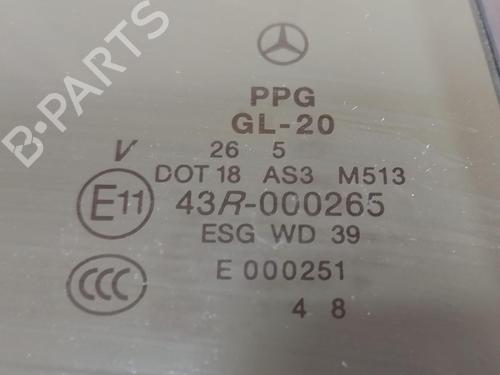 PPG
GL-20
V 26 5
DOT 18 AS3 M513
E11 43R-000265
ESG WD 39
CCC E 000251
4 8
B-PARTS